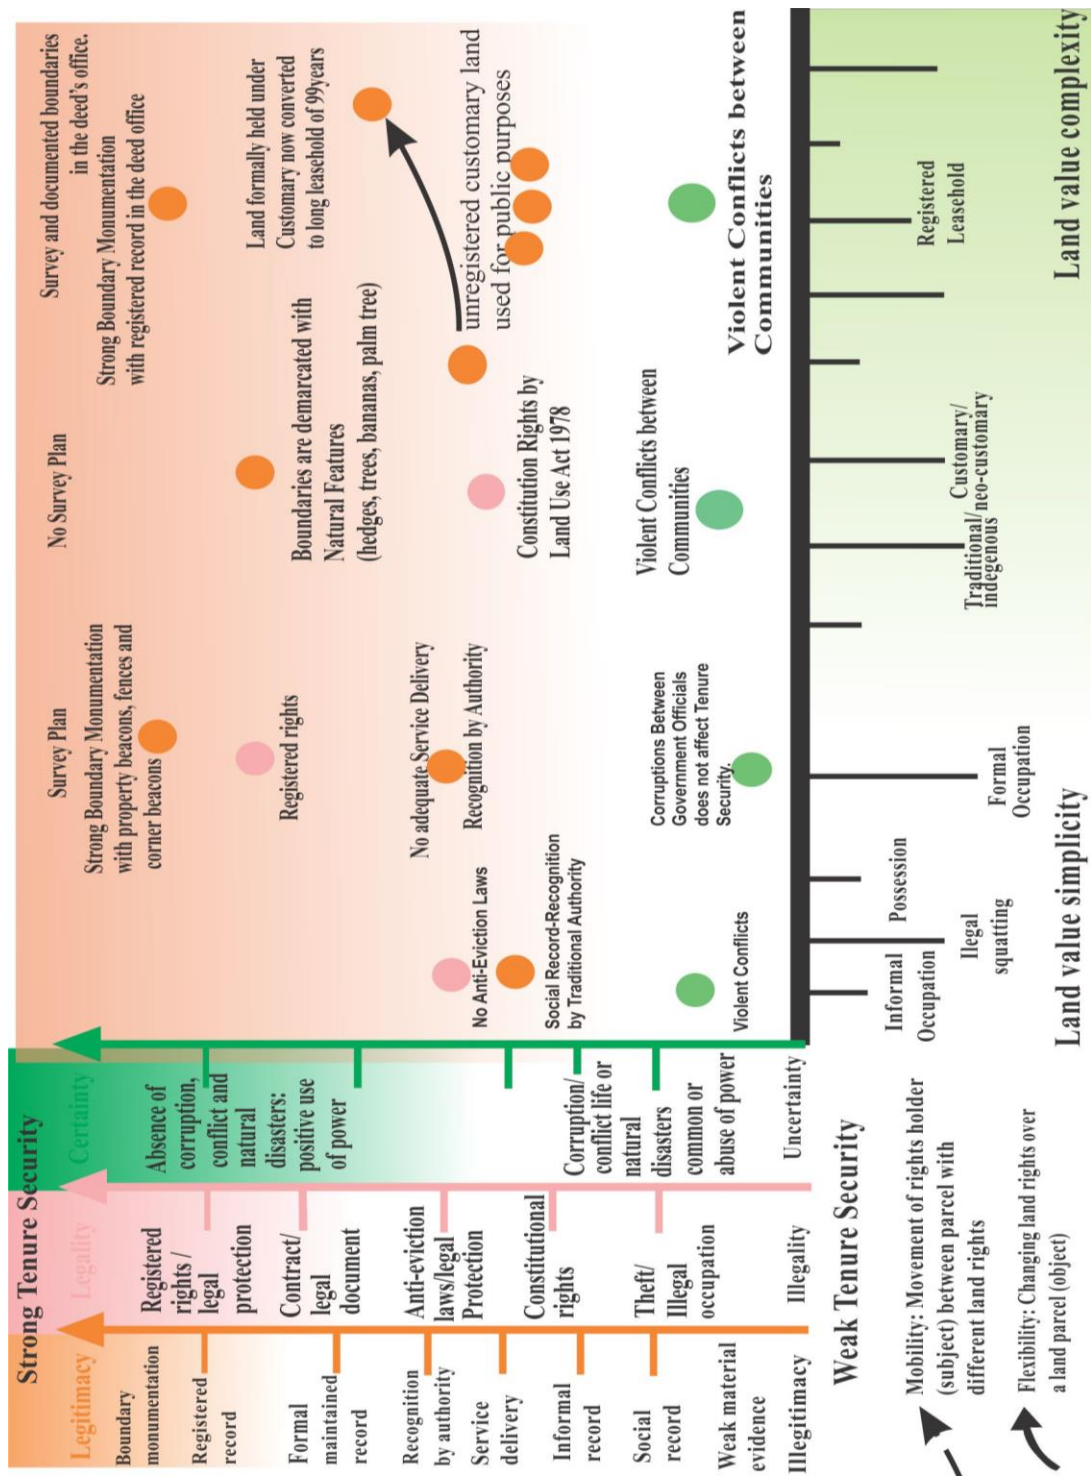 Strong Tenure Security
Legitimacy
Legality
Certainty
Boundary
monumentation
Registered
record
Formal
maintained
record
Recognition
by authority
Service
delivery
Informal
record
Social
record
Weak material
evidence
Illegitimacy
Registered
rights/
legal
protection
Contract/
legal
document
Anti-eviction
laws/legal
Protection
Constitutional
rights
Theft/
Illegal
occupation
Illegality
Absence of
corruption,
conflict and
natural
disasters:
positive use
of power
Corruption/
conflict life or
natural
disasters
common or
abuse of power
Uncertainty
Weak Tenure Security
Survey Plan
Strong Boundary Monumentation
with property beacons, fences and
corner beacons
Registered rights
No adequate Service Delivery
Recognition by Authority
No Anti-Eviction Laws
Social Record-Recognition
by Traditional Authority
Corruptions Between
Government Officials
does not affect Tenure
Security.
Violent Conflicts
No Survey Plan
Boundaries are demarcated with
Natural Features
(hedges, trees, bananas, palm tree)
Constitution Rights by
Land Use Act 1978
Violent Conflicts between
Communities
Survey and documented boundaries
in the deed's office.
Strong Boundary Monumentation
with registered record in the deed office
Land formally held under
Customary now converted
to long leasehold of 99years
unregistered customary land
used for public purposes
Violent Conflicts between
Communities
Informal
Occupation
Ilegal
squatting
Possession
Formal
Occupation
Traditional/
indegenous
Customary/
neo-customary
Registered
Leasehold
Land value simplicity
Land value complexity
Mobility: Movement of rights holder
(subject) between parcel with
different land rights
Flexibility: Changing land rights over
a land parcel (object)